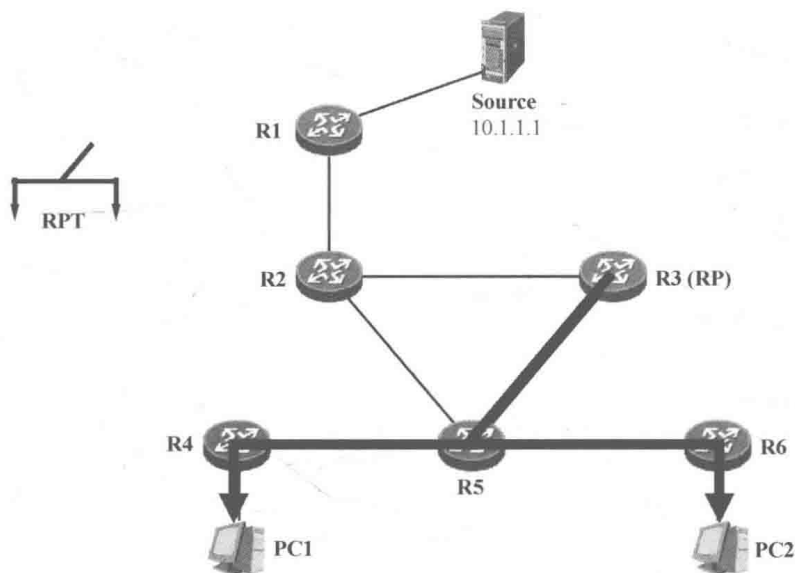 Source
10.1.1.1
R1
RPT
R2
R3 (RP)
R4
R5
R6
PC1
PC2